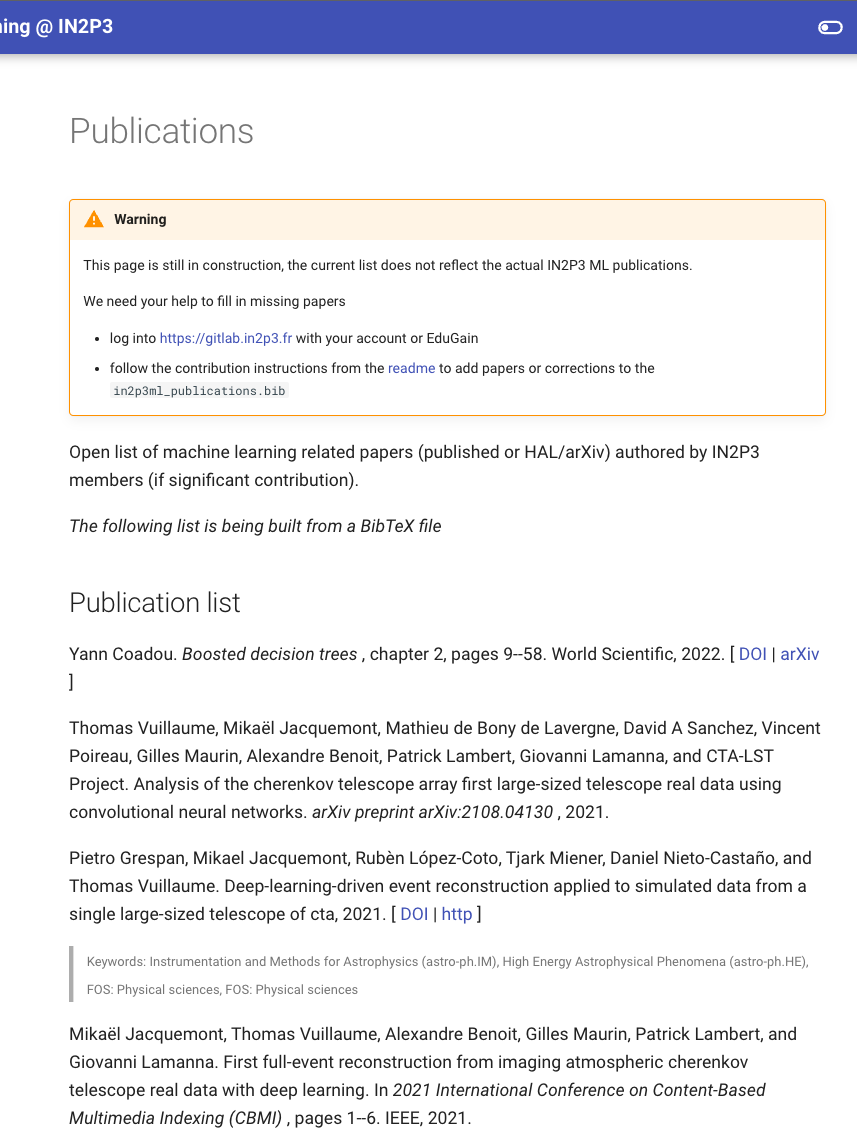 ing @ IN2P3
Publications
Warning
This page is still in construction, the current list does not reflect the actual IN2P3 ML publications.
We need your help to fill in missing papers
• log into https://gitlab.in2p3.fr with your account or EduGain
• follow the contribution instructions from the readme to add papers or corrections to the
in2p3ml_publications.bib
Open list of machine learning related papers (published or HAL/arXiv) authored by IN2P3
members (if significant contribution).
The following list is being built from a BibTeX file
Publication list
Yann Coadou. Boosted decision trees , chapter 2, pages 9--58. World Scientific, 2022. [ DOI | arXiv
]
Thomas Vuillaume, Mikaël Jacquemont, Mathieu de Bony de Lavergne, David A Sanchez, Vincent
Poireau, Gilles Maurin, Alexandre Benoit, Patrick Lambert, Giovanni Lamanna, and CTA-LST
Project. Analysis of the cherenkov telescope array first large-sized telescope real data using
convolutional neural networks. arXiv preprint arXiv:2108.04130 , 2021.
Pietro Grespan, Mikael Jacquemont, Rubèn López-Coto, Tjark Miener, Daniel Nieto-Castaño, and
Thomas Vuillaume. Deep-learning-driven event reconstruction applied to simulated data from a
single large-sized telescope of cta, 2021. [ DOI | http ]
Keywords: Instrumentation and Methods for Astrophysics (astro-ph.IM), High Energy Astrophysical Phenomena (astro-ph.HE),
FOS: Physical sciences, FOS: Physical sciences
Mikaël Jacquemont, Thomas Vuillaume, Alexandre Benoit, Gilles Maurin, Patrick Lambert, and
Giovanni Lamanna. First full-event reconstruction from imaging atmospheric cherenkov
telescope real data with deep learning. In 2021 International Conference on Content-Based
Multimedia Indexing (CBMI) , pages 1--6. IEEE, 2021.